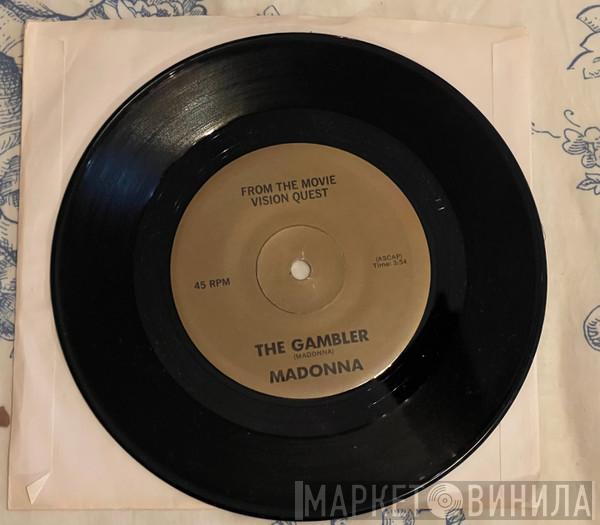 FROM THE MOVIE
VISION QUEST
(ASCAP)
Time: 3:54
45 RPM
THE GAMBLER
(MADONNA)
MADONNA
МАРКЕТ ВИНИЛА